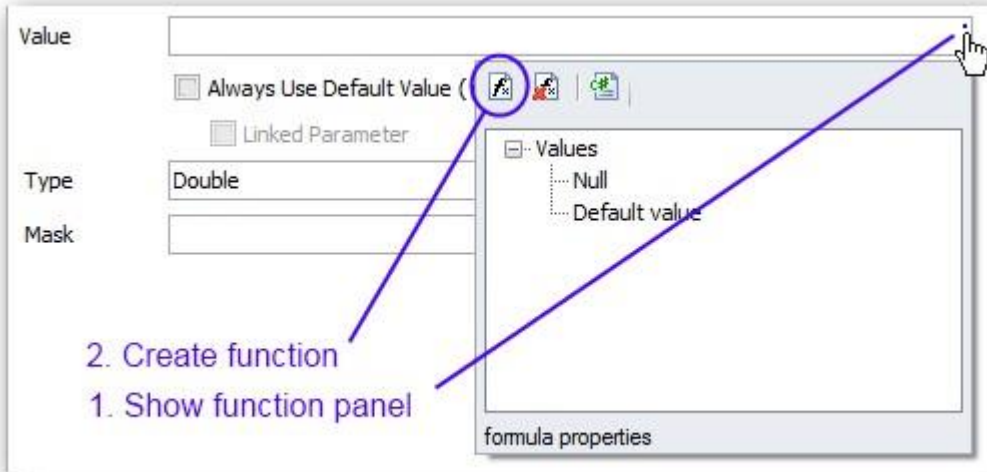 Value
Always Use Default Value (
Linked Parameter
Values
Null
Type
Double
Default value
Mask
2. Create function
1. Show function panel
formula properties